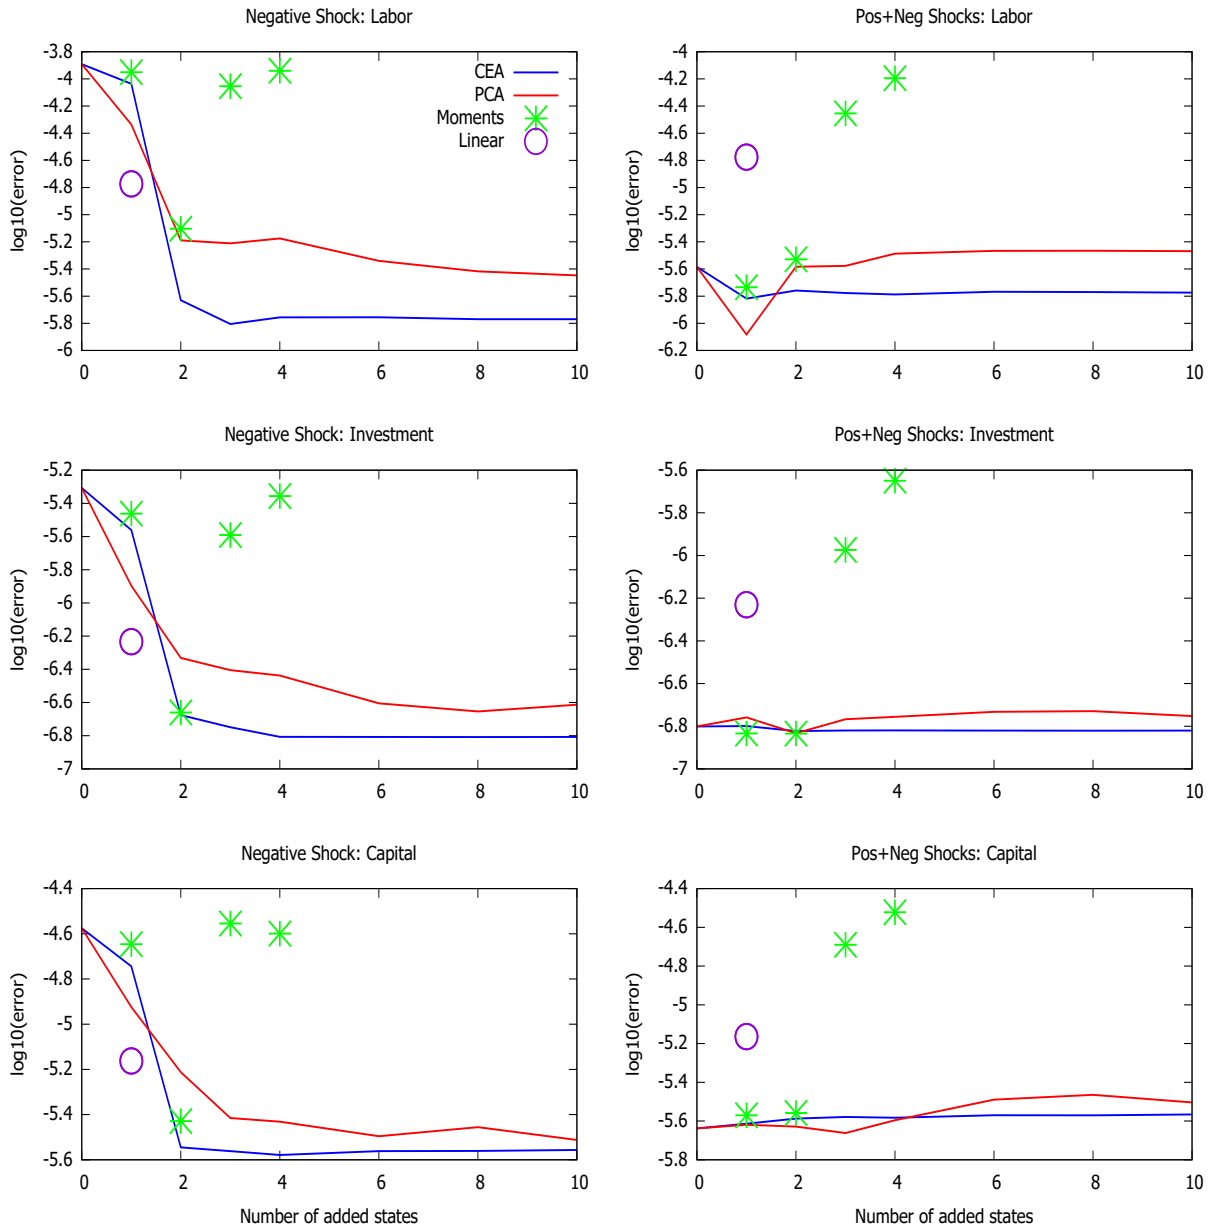 Negative Shock: Labor
-3.8
-4
-4.2
-4.4
-4.6
-4.8
-5
-5.2
-5.4
-5.6
-5.8
-6
log10(error)
0 2 4 6 8 10
CEA
PCA
Moments
Linear
Pos+Neg Shocks: Labor
-4
-4.2
-4.4
-4.6
-4.8
-5
-5.2
-5.4
-5.6
-5.8
-6
-6.2
log10(error)
0 2 4 6 8 10
Negative Shock: Investment
-5.2
-5.4
-5.6
-5.8
-6
-6.2
-6.4
-6.6
-6.8
-7
log10(error)
0 2 4 6 8 10
Pos+Neg Shocks: Investment
-5.6
-5.8
-6
-6.2
-6.4
-6.6
-6.8
-7
log10(error)
0 2 4 6 8 10
Negative Shock: Capital
-4.4
-4.6
-4.8
-5
-5.2
-5.4
-5.6
log10(error)
0 2 4 6 8 10
Number of added states
Pos+Neg Shocks: Capital
-4.4
-4.6
-4.8
-5
-5.2
-5.4
-5.6
-5.8
log10(error)
0 2 4 6 8 10
Number of added states